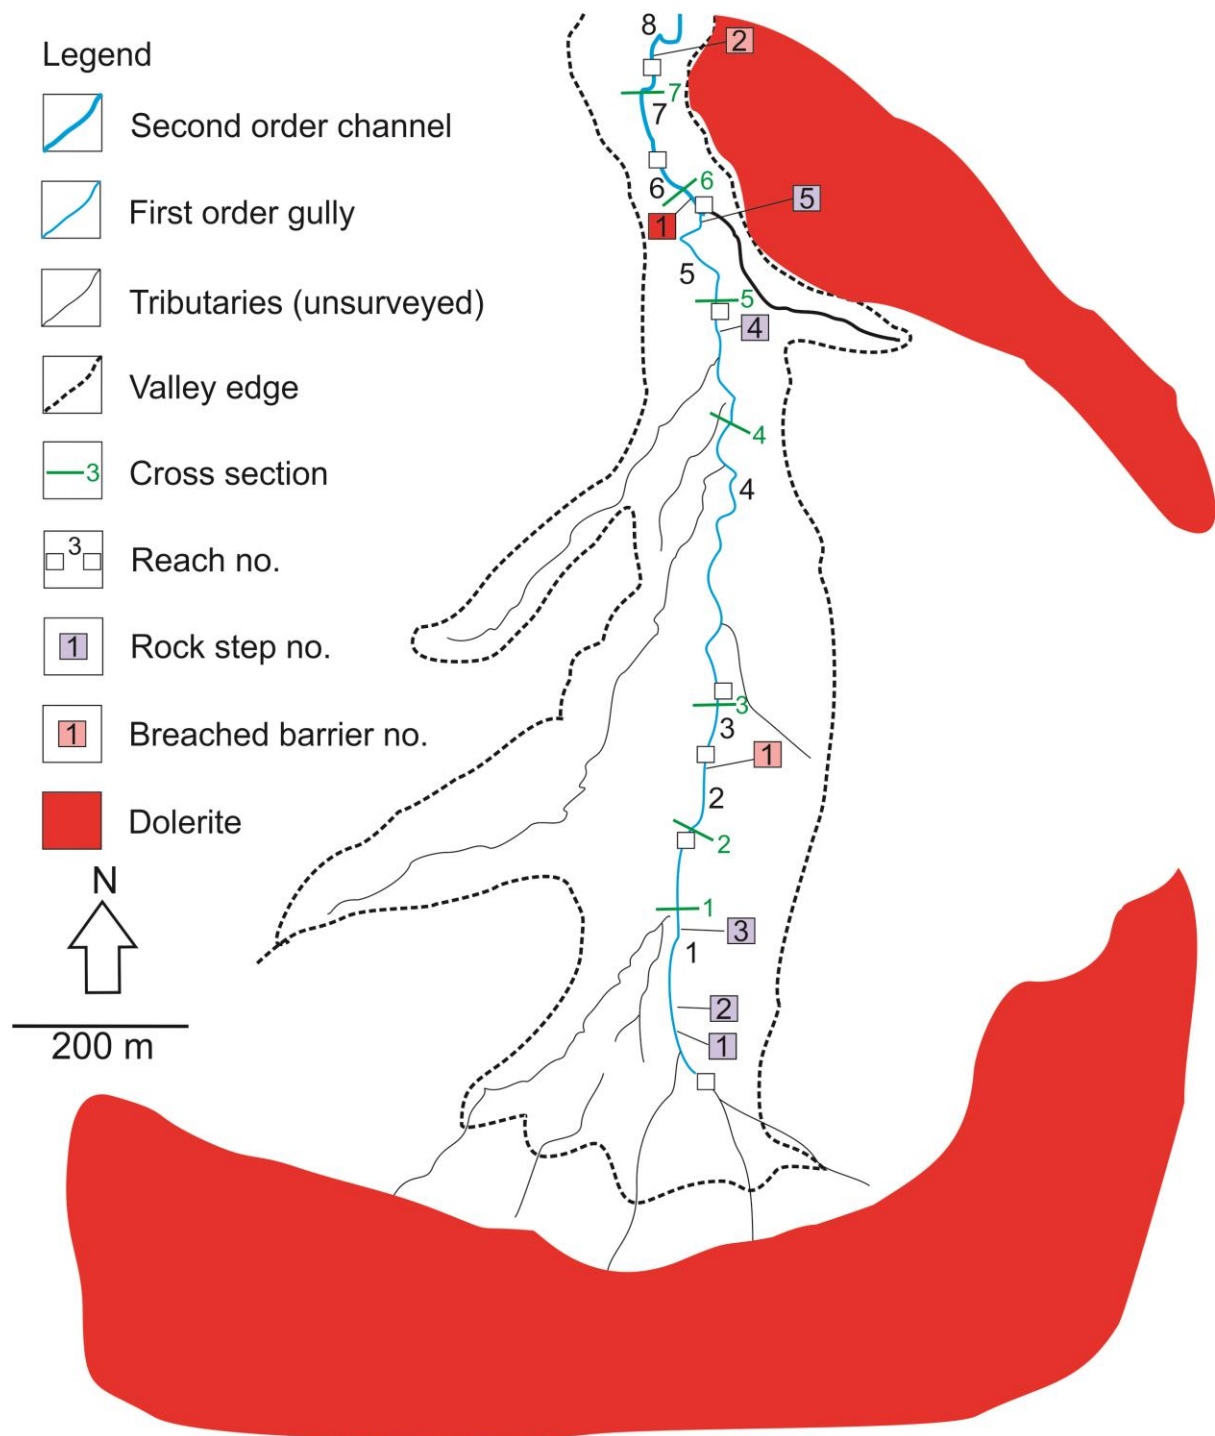 Legend
Second order channel
First order gully
Tributaries (unsurveyed)
Valley edge
3
Cross section
3
Reach no.
1
Rock step no.
1
Breached barrier no.
Dolerite
N
200 m
8
2
7
7
6
6
5
1
5
5
4
4
4
3
3
1
2
2
1
3
1
2
1